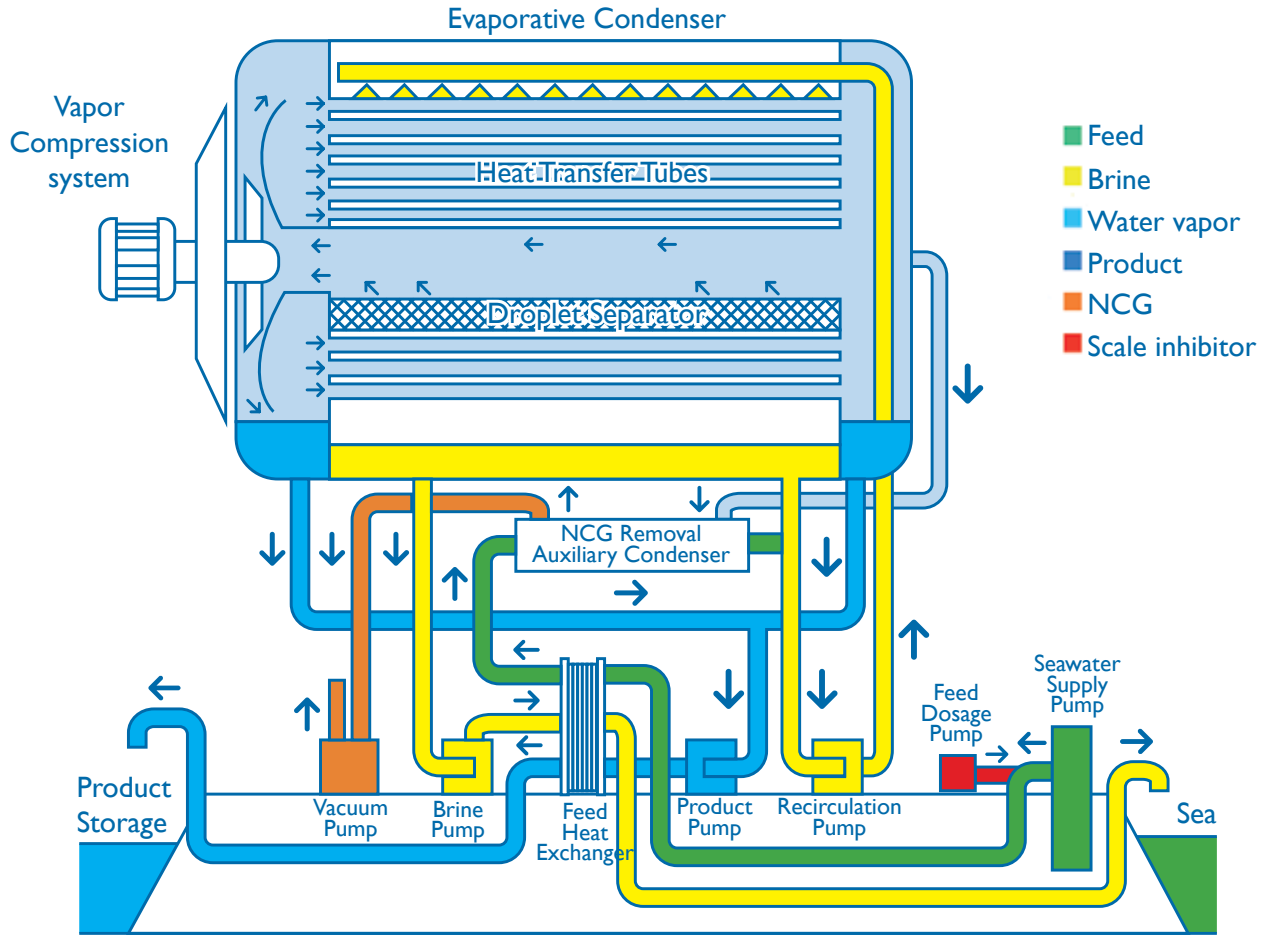 Evaporative Condenser
Vapor
Compression
system
Heat Transfer Tubes
Droplet Separator
Feed
Brine
Water vapor
Product
NCG
Scale inhibitor
NCG Removal
Auxiliary Condenser
Seawater
Supply
Pump
Feed
Dosage
Pump
Product
Storage
Vacuum
Pump
Brine
Pump
Feed
Heat
Exchanger
Product
Pump
Recirculation
Pump
Sea